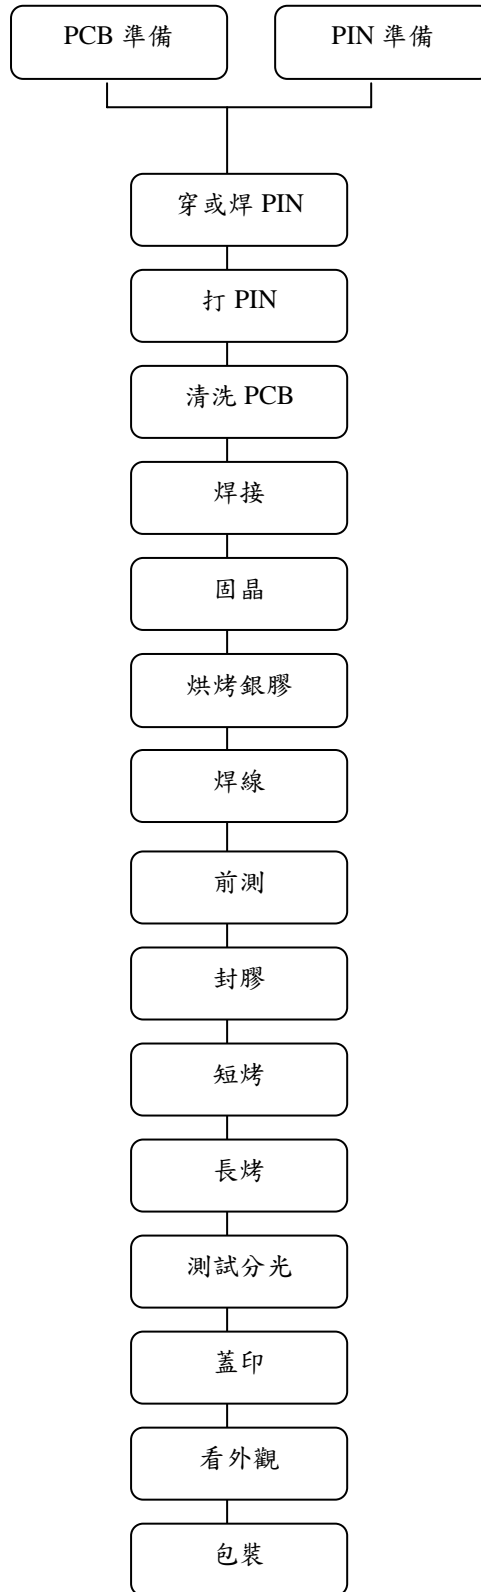 PCB 準備
PIN 準備
穿或焊 PIN
打 PIN
清洗 PCB
焊接
固晶
烘烤銀膠
焊線
前測
封膠
短烤
長烤
測試分光
蓋印
看外觀
包裝